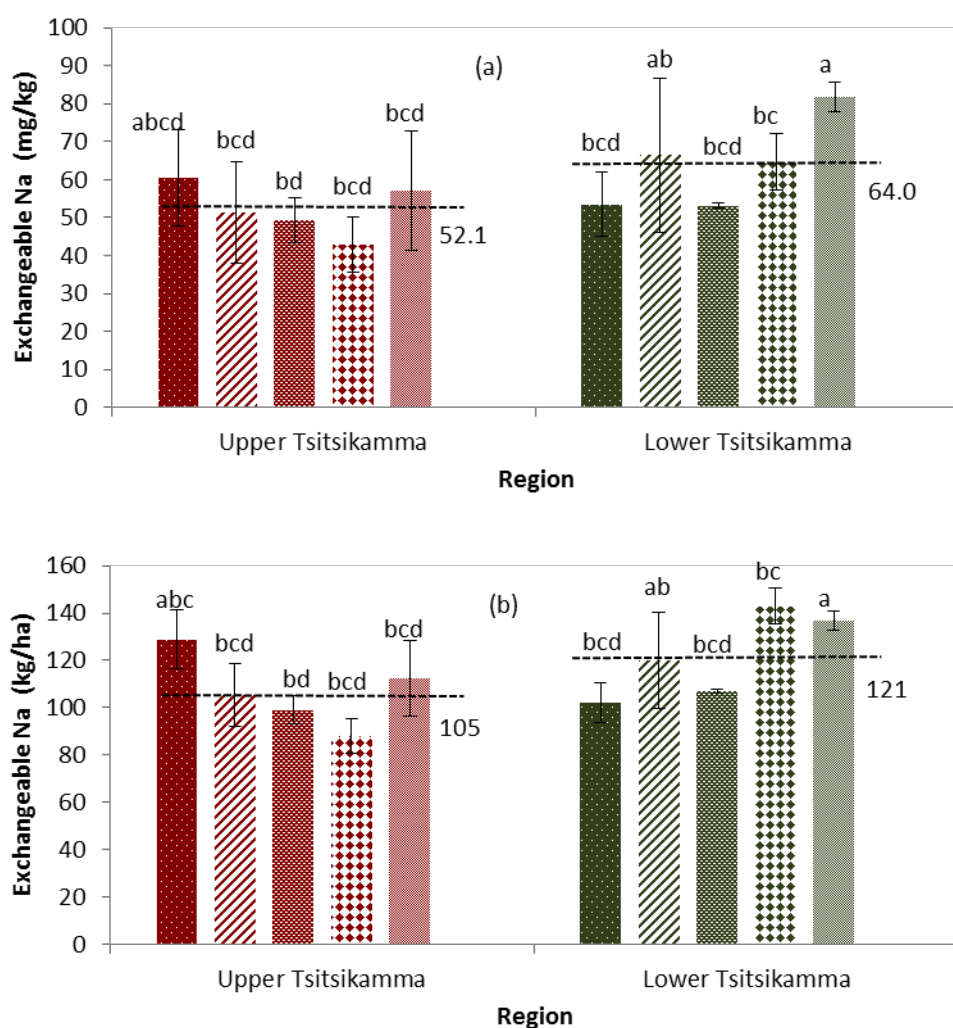 Exchangeable Na (mg/kg)
100
90
80
70
60
50
40
30
20
10
0
(a)
abcd
bcd
bd
bcd
bcd
52.1
bcd
ab
bcd
bc
a
64.0
Upper Tsitsikamma
Lower Tsitsikamma
Region
Exchangeable Na (kg/ha)
160
140
120
100
80
60
40
20
0
(b)
abc
bcd
bd
bcd
bcd
105
bcd
ab
bcd
bc
a
121
Upper Tsitsikamma
Lower Tsitsikamma
Region